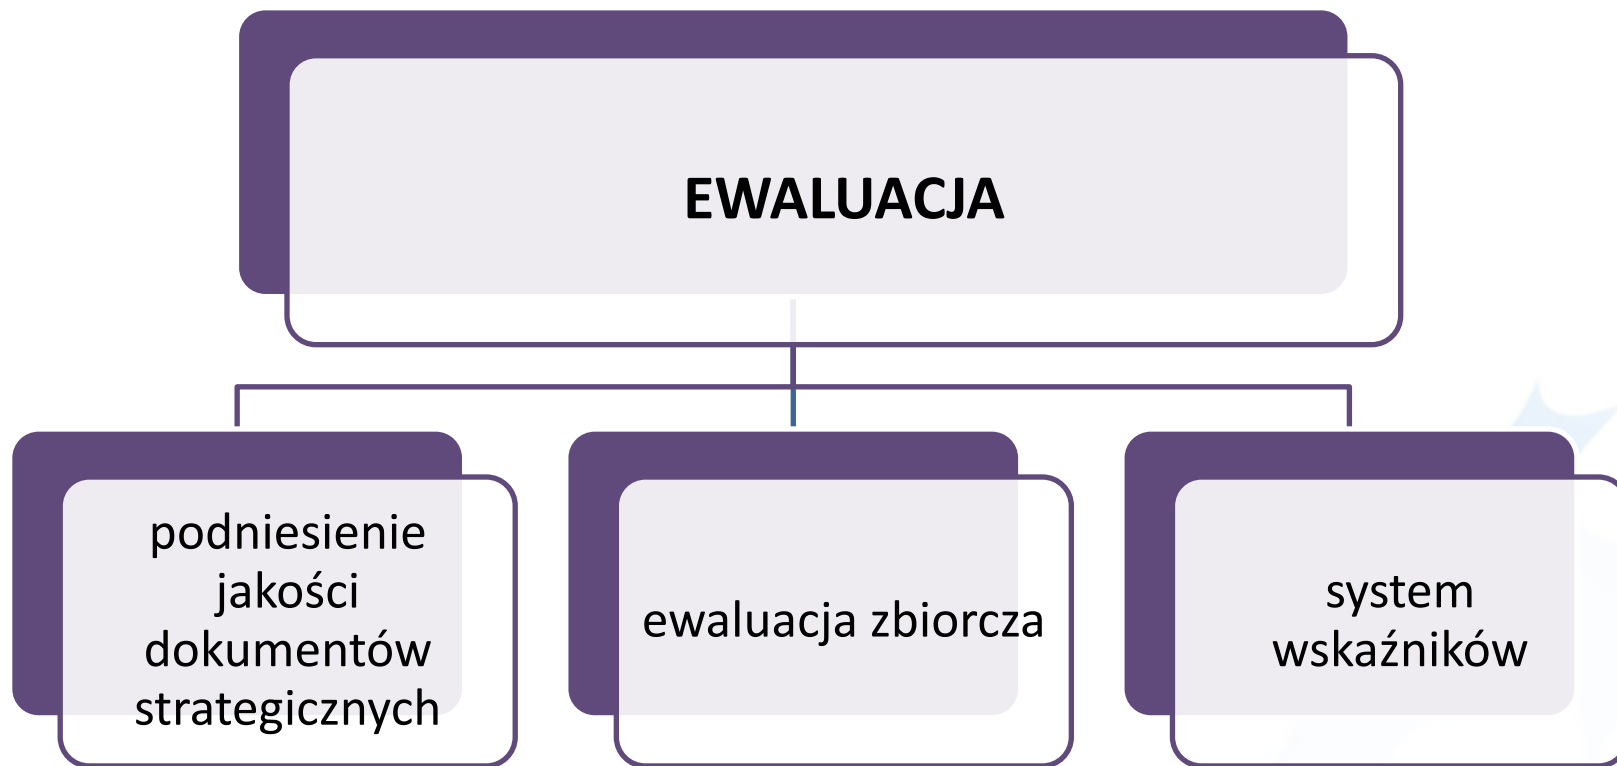 EWALUACJA
podniesienie
jakości
dokumentów
strategicznych
ewaluacja zbiorcza
system
wskaźników